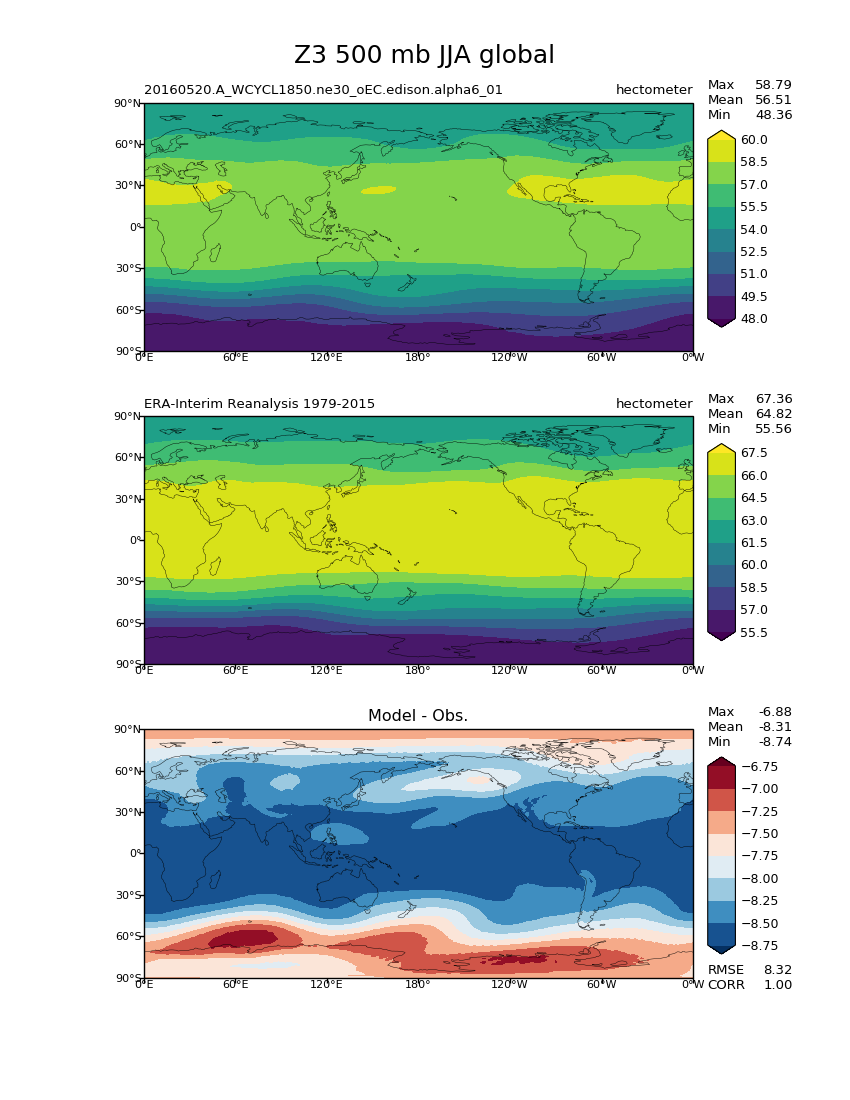 Z3 500 mb JJA global
20160520.A_WCYCL1850.ne30_oEC.edison.alpha6_01 hectometer
Max 58.79
Mean 56.51
Min 48.36
90°N
60°N
30°N
0°
30°S
60°S
90°S
0°E 60°E 120°E 180° 120°W 60°W 0°W
60.0
58.5
57.0
55.5
54.0
52.5
51.0
49.5
48.0
ERA-Interim Reanalysis 1979-2015 hectometer
Max 67.36
Mean 64.82
Min 55.56
90°N
60°N
30°N
0°
30°S
60°S
90°S
0°E 60°E 120°E 180° 120°W 60°W 0°W
67.5
66.0
64.5
63.0
61.5
60.0
58.5
57.0
55.5
Model - Obs.
Max -6.88
Mean -8.31
Min -8.74
90°N
60°N
30°N
0°
30°S
60°S
90°S
0°E 60°E 120°E 180° 120°W 60°W 0°W
−6.75
−7.00
−7.25
−7.50
−7.75
−8.00
−8.25
−8.50
−8.75
RMSE 8.32
CORR 1.00